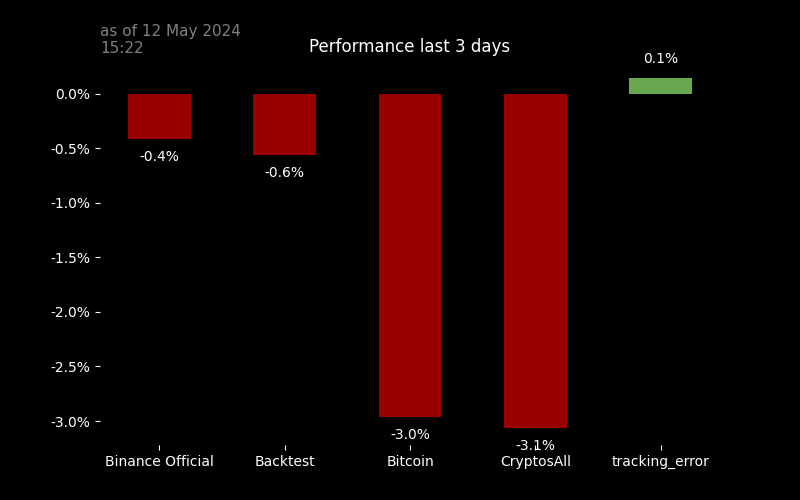 as of 12 May 2024
15:22
Performance last 3 days
0.1%
0.0%
-0.5%
-1.0%
-1.5%
-2.0%
-2.5%
-3.0%
-0.4%
-0.6%
-3.0%
-3.1%
Binance Official
Backtest
Bitcoin
CryptosAll
tracking_error